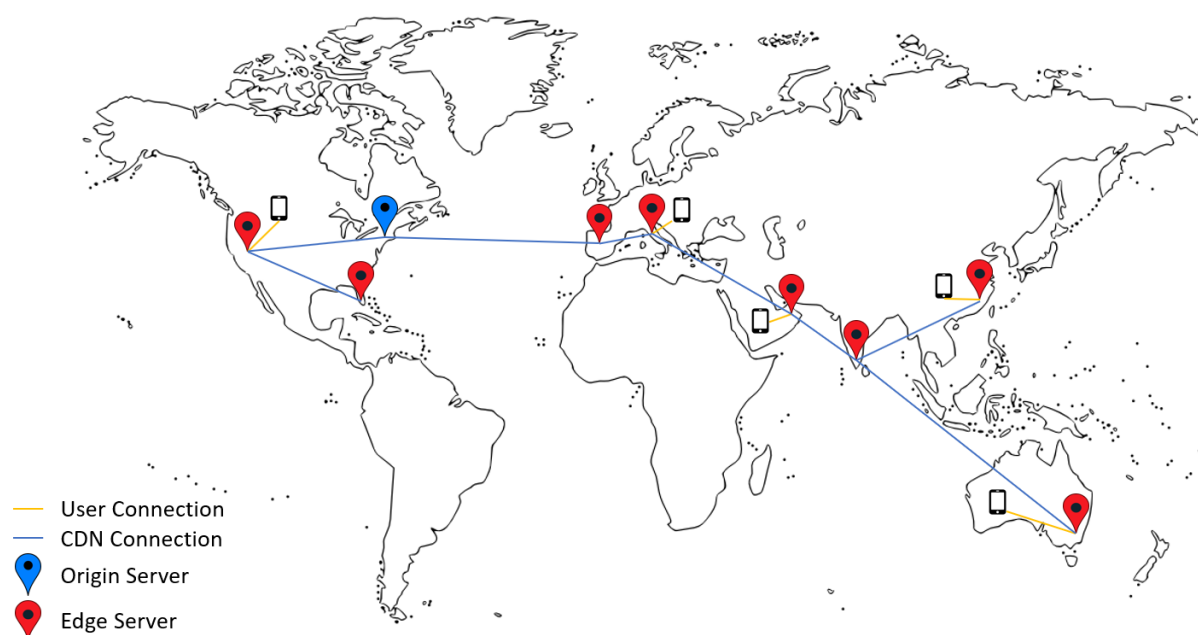 User Connection
CDN Connection
Origin Server
Edge Server